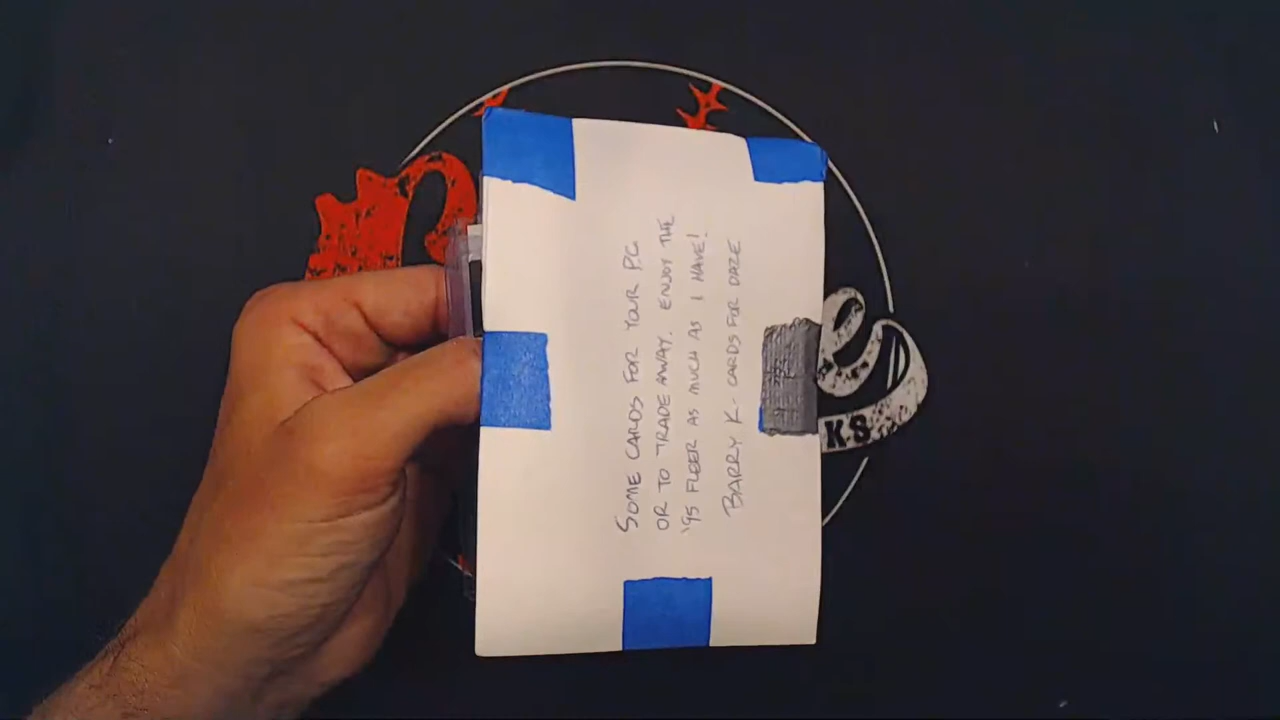 SOME CARDS FOR YOUR P.C.
OR TO TRADE AWAY. ENJOY THE
'95 FLEER AS MUCH AS I HAVE!
BARRY K - CARDS FOR DAZE
KS